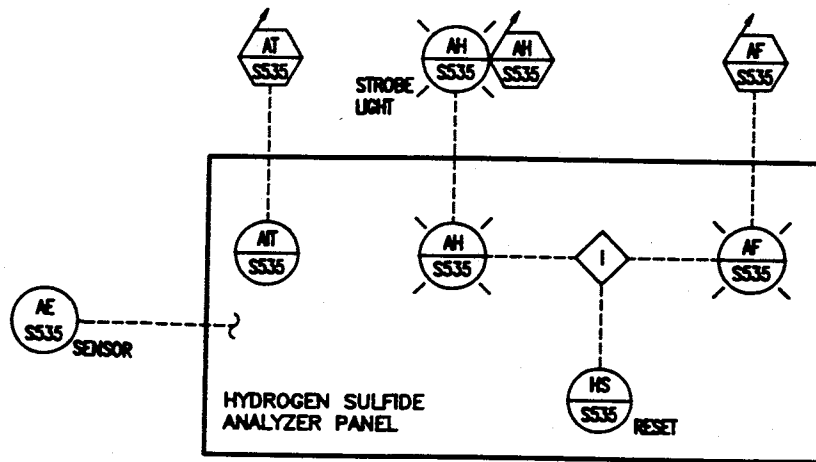 AT
S535
AH
S535
AH
S535
AF
S535
STROBE
LIGHT
AIT
S535
AH
S535
I
AF
S535
AE
S535
SENSOR
HS
S535
RESET
HYDROGEN SULFIDE
ANALYZER PANEL